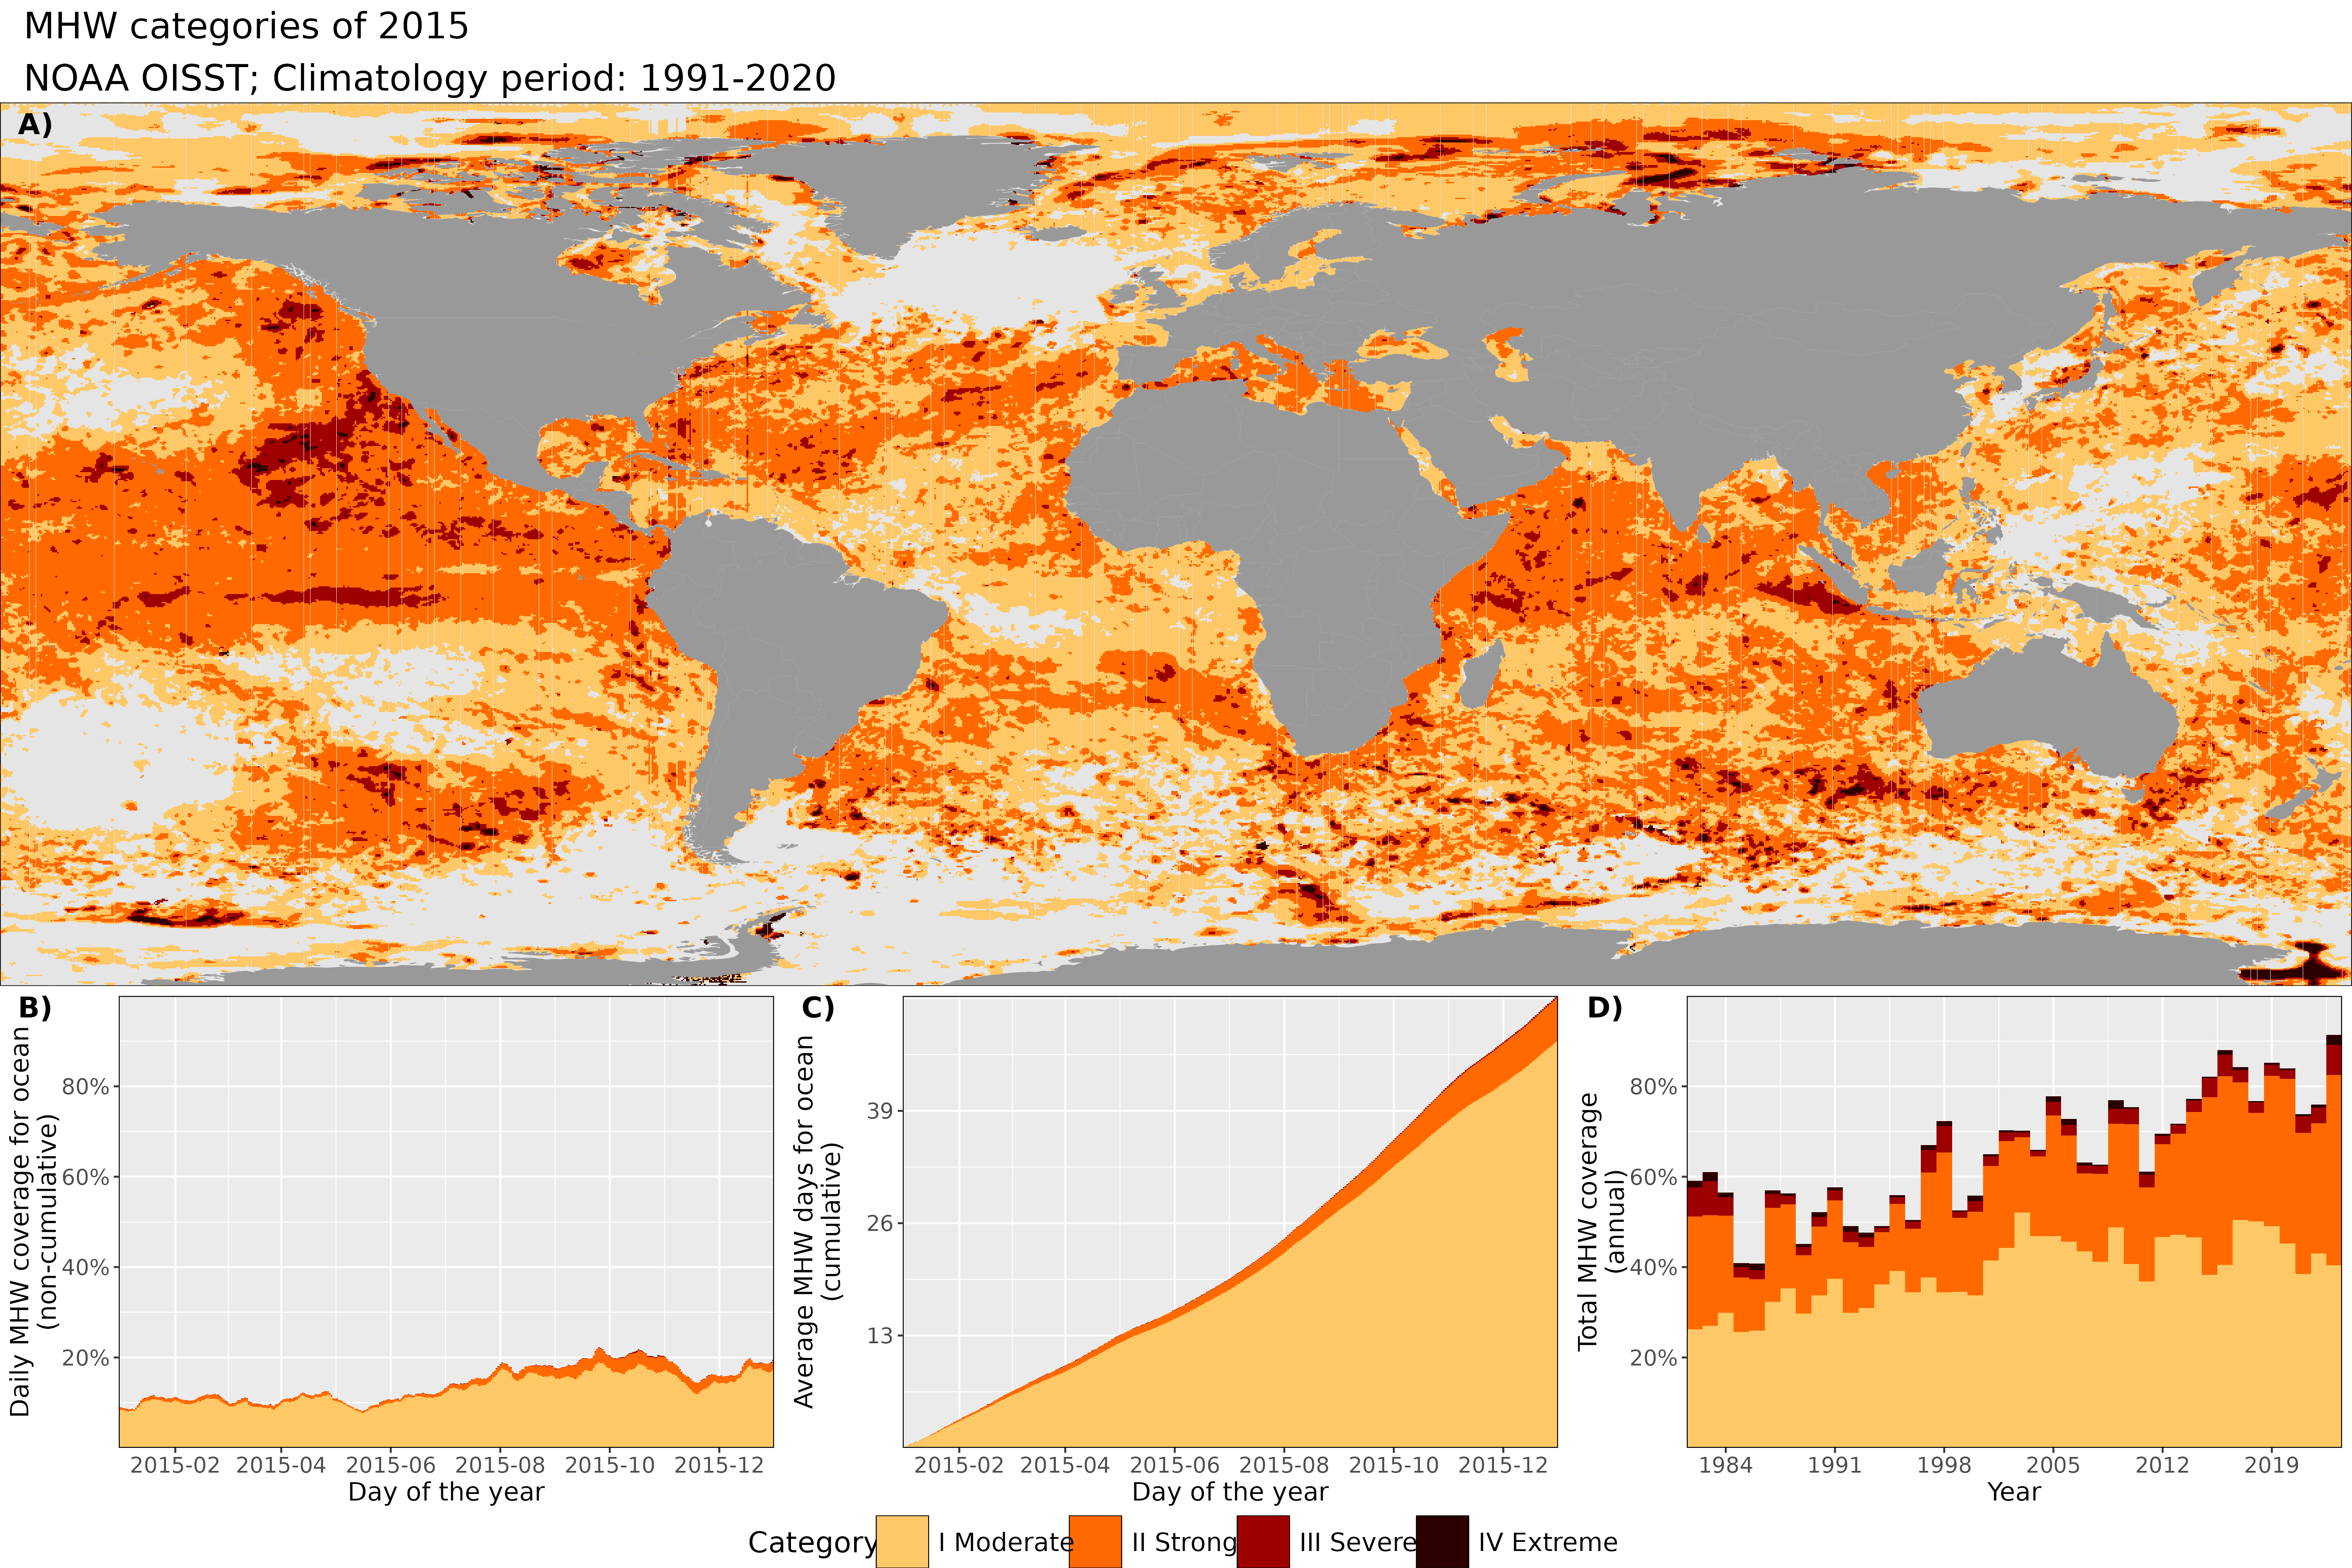 MHW categories of 2015
NOAA OISST; Climatology period: 1991-2020
A)
B)
Daily MHW coverage for ocean
(non-cumulative)
80%
60%
40%
20%
2015-02 2015-04 2015-06 2015-08 2015-10 2015-12
Day of the year
C)
Average MHW days for ocean
(cumulative)
39
26
13
2015-02 2015-04 2015-06 2015-08 2015-10 2015-12
Day of the year
D)
Total MHW coverage
(annual)
80%
60%
40%
20%
1984 1991 1998 2005 2012 2019
Year
Category I Moderate II Strong III Severe IV Extreme